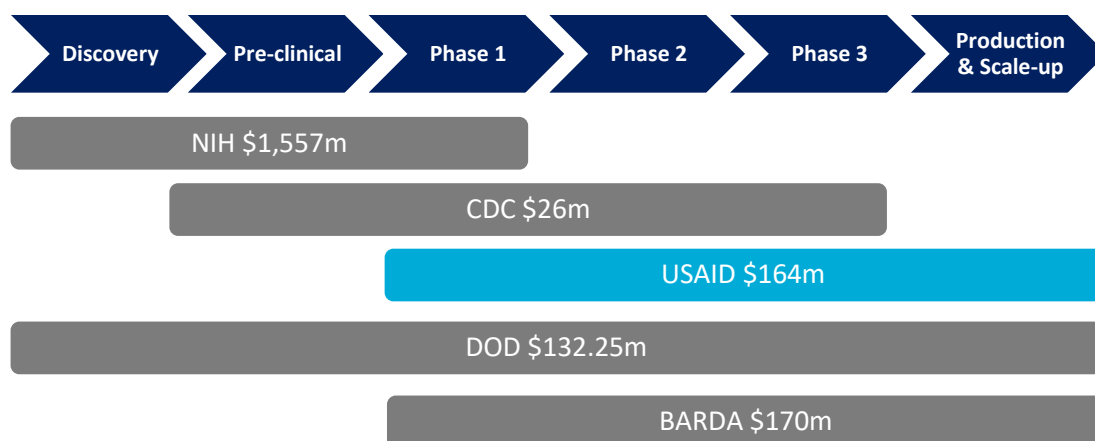 Discovery
Pre-clinical
Phase 1
Phase 2
Phase 3
Production
& Scale-up
NIH $1,557m
CDC $26m
USAID $164m
DOD $132.25m
BARDA $170m